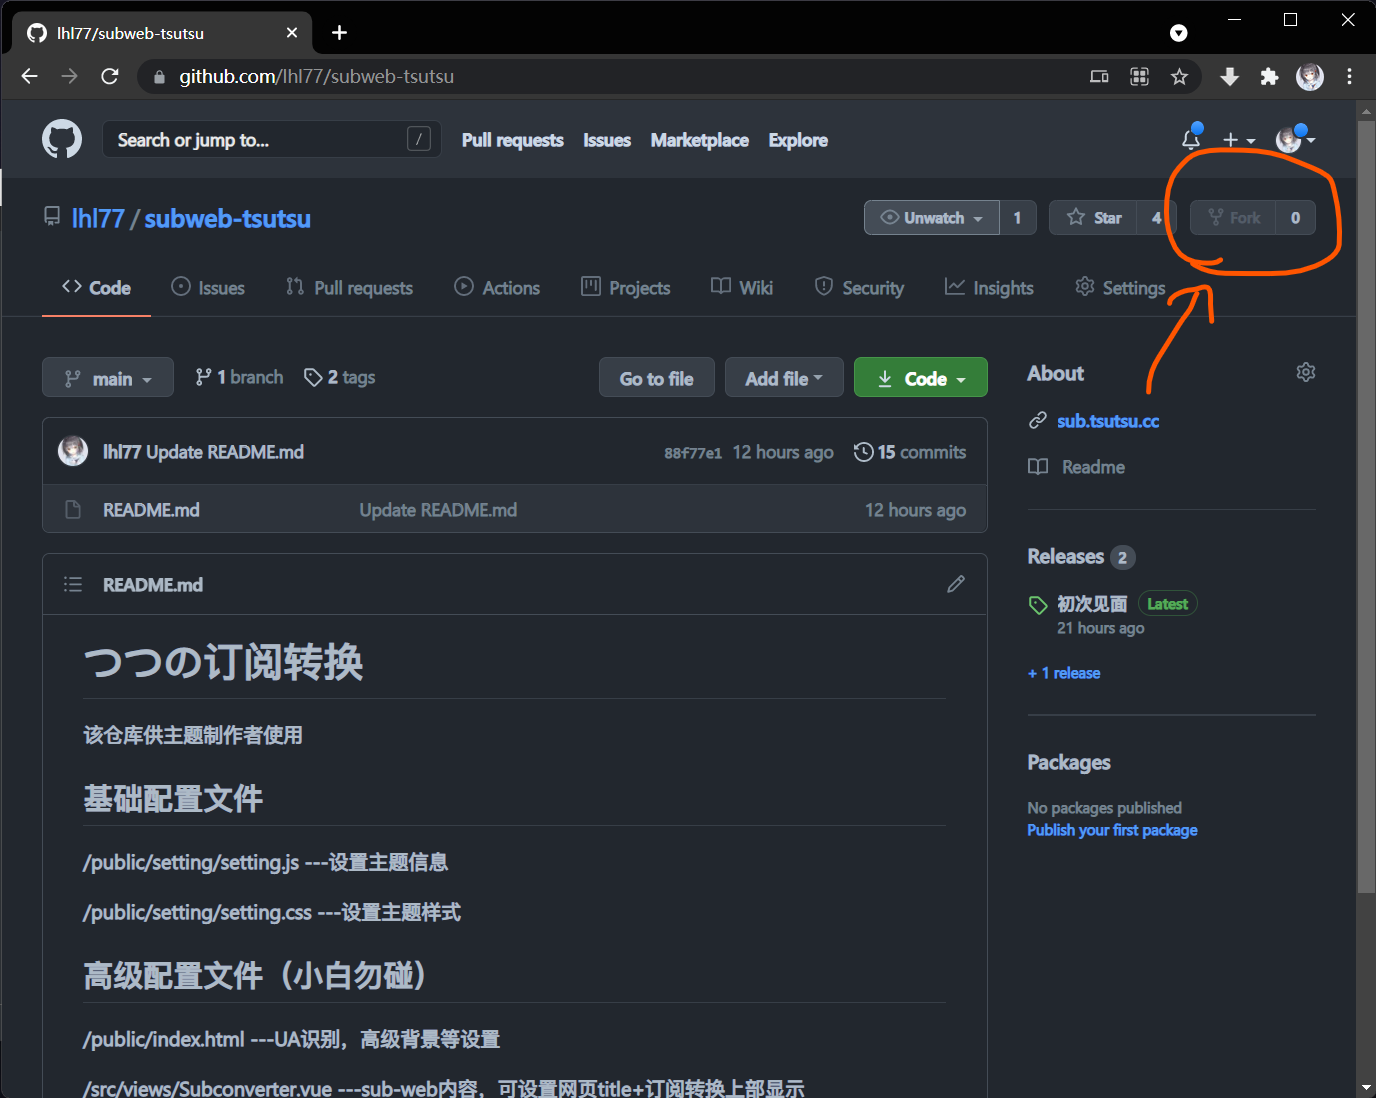 lhl77/subweb-tsutsu
github.com/lhl77/subweb-tsutsu
Search or jump to... / Pull requests Issues Marketplace Explore
lhl77 / subweb-tsutsu Unwatch 1 Star 4 Fork 0
Code Issues Pull requests Actions Projects Wiki Security Insights Settings
main 1 branch 2 tags Go to file Add file Code
lhl77 Update README.md 88f77e1 12 hours ago 15 commits
README.md Update README.md 12 hours ago
README.md
つつの订阅转换
该仓库供主题制作者使用
基础配置文件
/public/setting/setting.js ---设置主题信息
/public/setting/setting.css ---设置主题样式
高级配置文件（小白勿碰）
/public/index.html ---UA识别，高级背景等设置
/src/views/Subconverter.vue ---sub-web内容，可设置网页title+订阅转换上部显示
About
sub.tsutsu.cc
Readme
Releases 2
初次见面 Latest
21 hours ago
+ 1 release
Packages
No packages published
Publish your first package